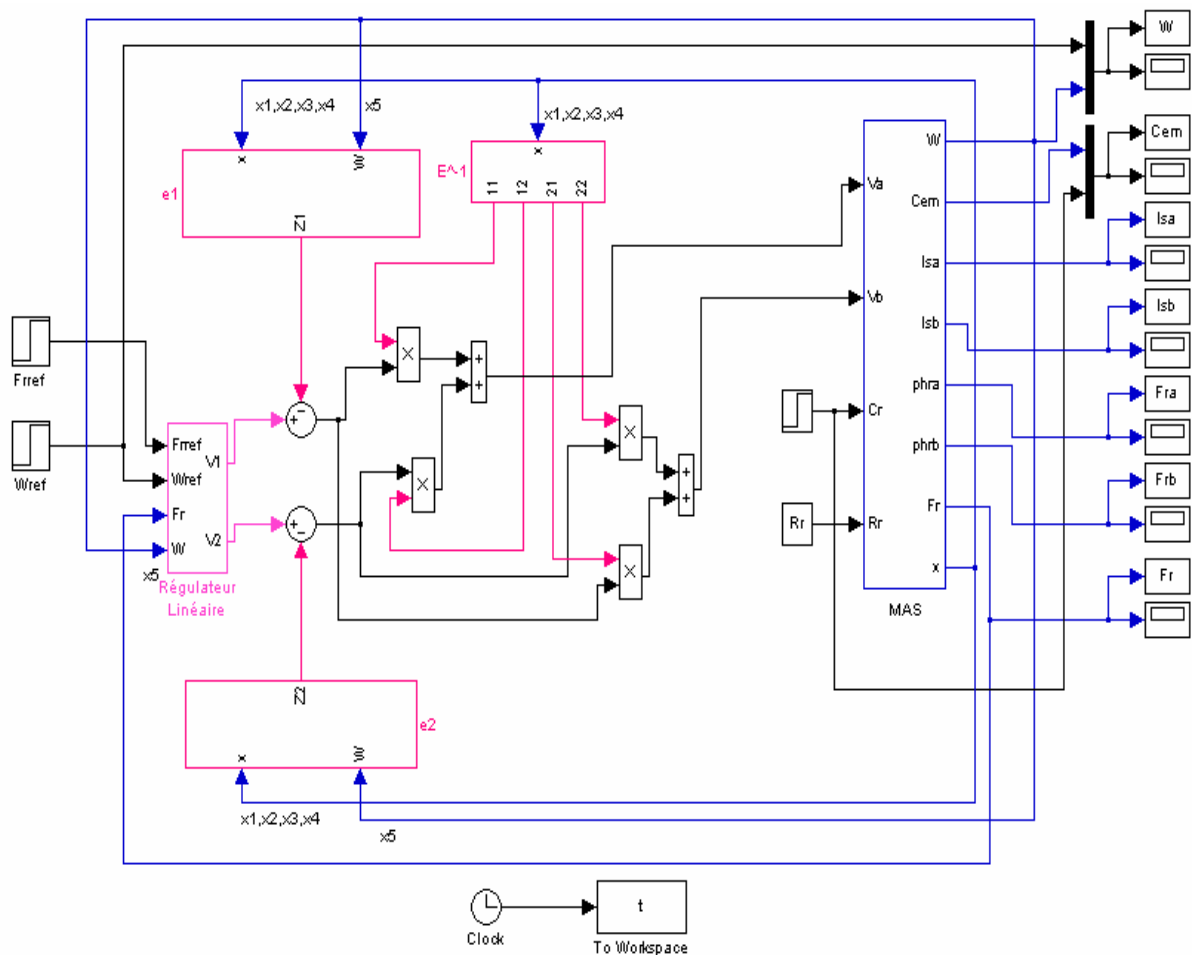 W
x1,x2,x3,x4
x5
x1,x2,x3,x4
x
W
e1
N1
E^-1
x
11
12
21
22
Va
Vb
Cr
Rr
W
Cem
Isa
Isb
phra
phrb
Fr
x
MAS
Cem
Isa
Isb
Fra
Frb
Fr
Frref
Wref
Frref
Wref
Fr
W
V1
V2
x5
Régulateur
Linéaire
+
-
+
-
X
X
X
X
+
+
+
+
Rr
N2
e2
x
W
x1,x2,x3,x4
x5
Clock
t
To Workspace